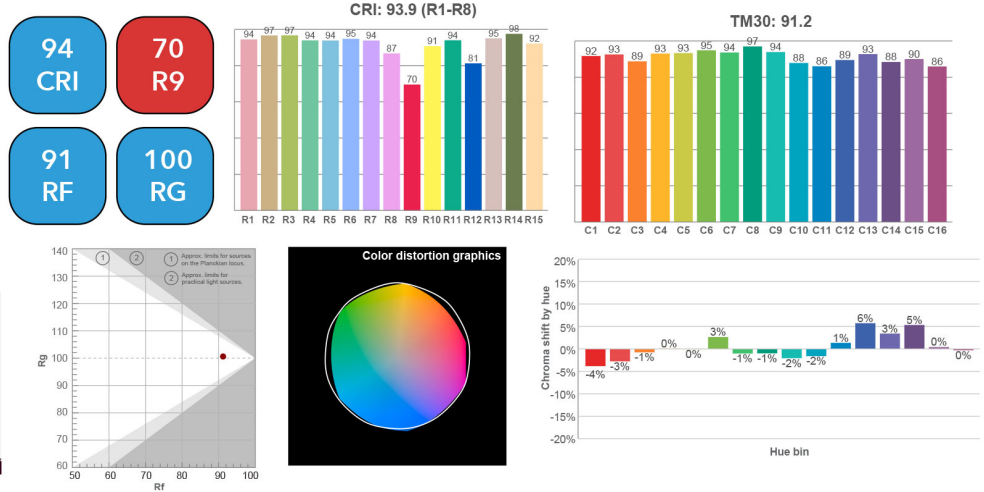 94
CRI
70
R9
91
RF
100
RG
CRI: 93.9 (R1-R8)
94 97 97 94 94 95 94 87 70 91 94 81 95 98 92
R1 R2 R3 R4 R5 R6 R7 R8 R9 R10 R11 R12 R13 R14 R15
TM30: 91.2
92 93 89 93 93 95 94 97 94 88 86 89 93 88 90 86
C1 C2 C3 C4 C5 C6 C7 C8 C9 C10 C11 C12 C13 C14 C15 C16
140
130
120
110
100
90
80
70
60
Rg
1 2
1 Approx. limits for sources
on the Planckian locus.
2 Approx. limits for
practical light sources.
50 60 70 80 90 100
Rf
Color distortion graphics
Chroma shift by hue
20%
15%
10%
5%
0%
-5%
-10%
-15%
-20%
-4% -3% -1% 0% 0% 3% -1% -1% -2% -2% 1% 6% 3% 5% 0% 0%
Hue bin